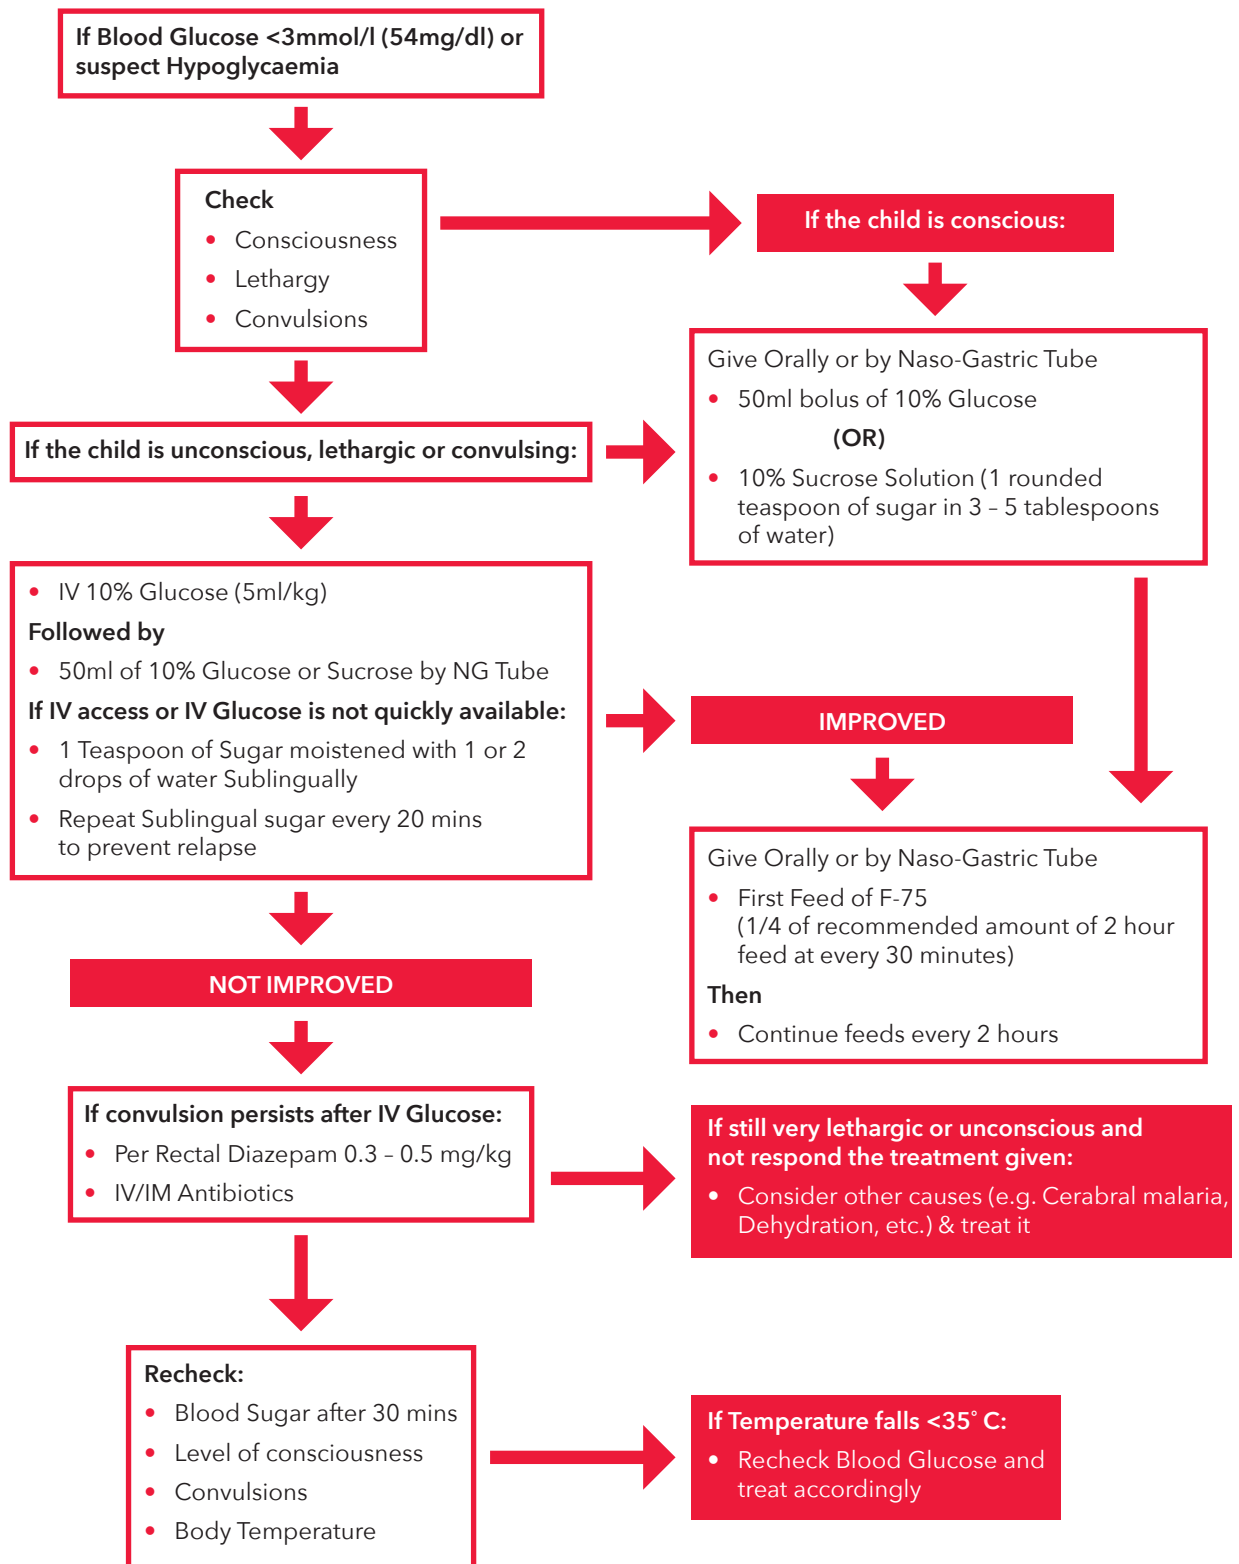 If Blood Glucose <3mmol/l (54mg/dl) or
suspect Hypoglycaemia
Check
• Consciousness
• Lethargy
• Convulsions
If the child is conscious:
Give Orally or by Naso-Gastric Tube
• 50ml bolus of 10% Glucose
(OR)
• 10% Sucrose Solution (1 rounded
teaspoon of sugar in 3 – 5 tablespoons
of water)
If the child is unconscious, lethargic or convulsing:
• IV 10% Glucose (5ml/kg)
Followed by
• 50ml of 10% Glucose or Sucrose by NG Tube
If IV access or IV Glucose is not quickly available:
• 1 Teaspoon of Sugar moistened with 1 or 2
drops of water Sublingually
• Repeat Sublingual sugar every 20 mins
to prevent relapse
IMPROVED
Give Orally or by Naso-Gastric Tube
• First Feed of F-75
(1/4 of recommended amount of 2 hour
feed at every 30 minutes)
Then
• Continue feeds every 2 hours
NOT IMPROVED
If convulsion persists after IV Glucose:
• Per Rectal Diazepam 0.3 – 0.5 mg/kg
• IV/IM Antibiotics
If still very lethargic or unconscious and
not respond the treatment given:
• Consider other causes (e.g. Cerabral malaria,
Dehydration, etc.) & treat it
Recheck:
• Blood Sugar after 30 mins
• Level of consciousness
• Convulsions
• Body Temperature
If Temperature falls <35° C:
• Recheck Blood Glucose and
treat accordingly